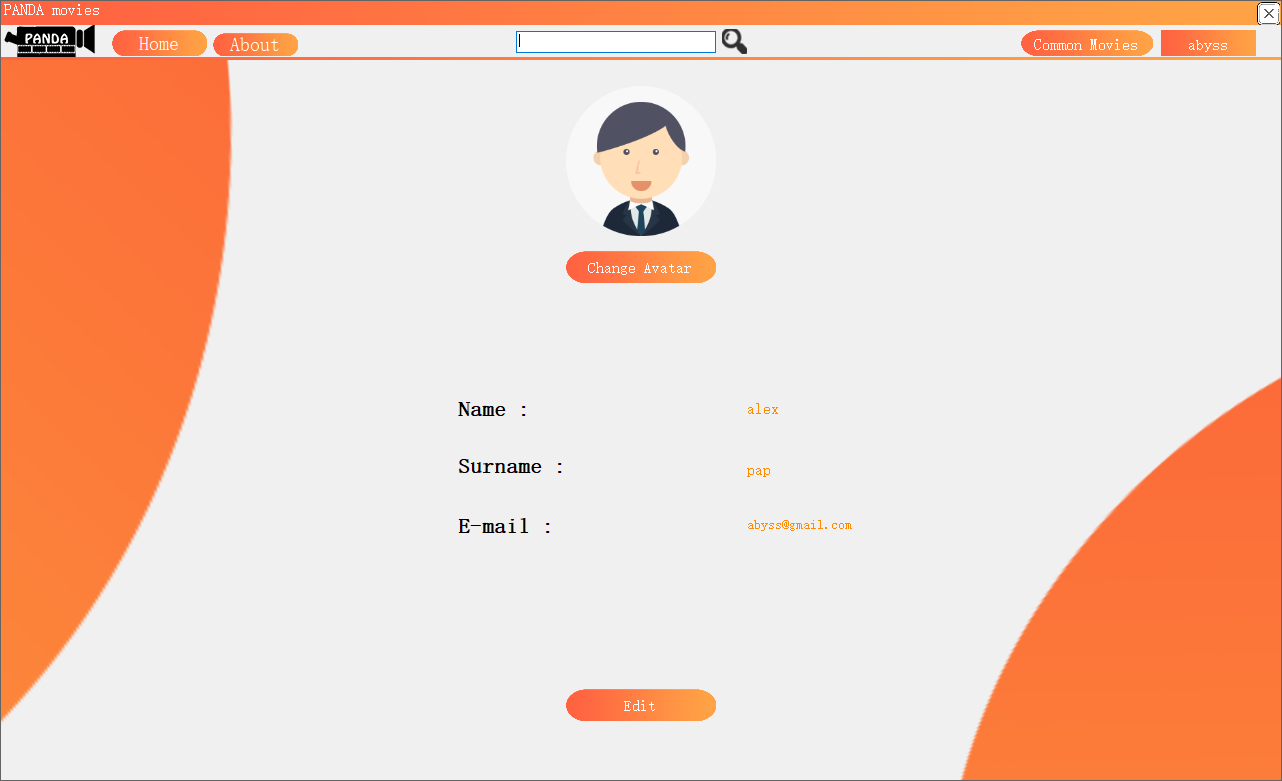 PANDA movies
PANDA
Home
About
Common Movies
abyss
Change Avatar
Name :
alex
Surname :
pap
E-mail :
abyss@gmail.com
Edit